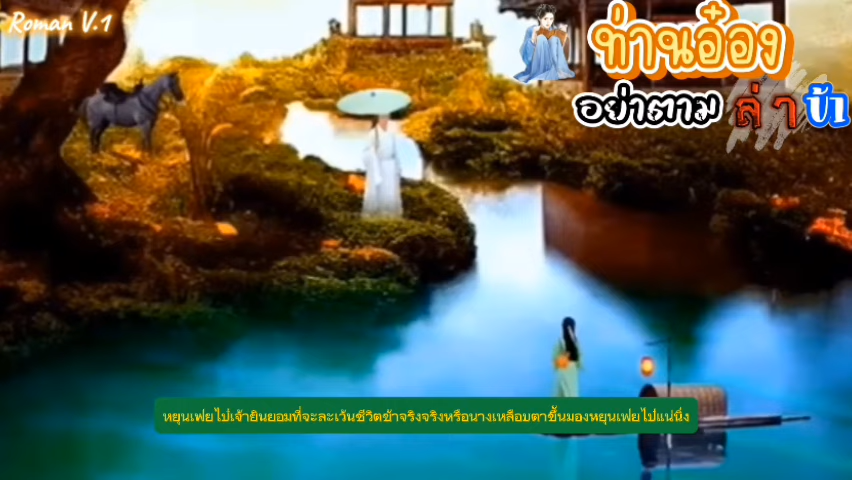 Roman V.1
ท่านอ๋อง
อย่าตาม ล่า ข้า
หยุนเฟยไป๋เจ้ายินยอมที่จะละเว้นชีวิตข้าจริงจริงหรือนางเหลือบตาขึ้นมองหยุนเฟยไป๋แน่นิ่ง